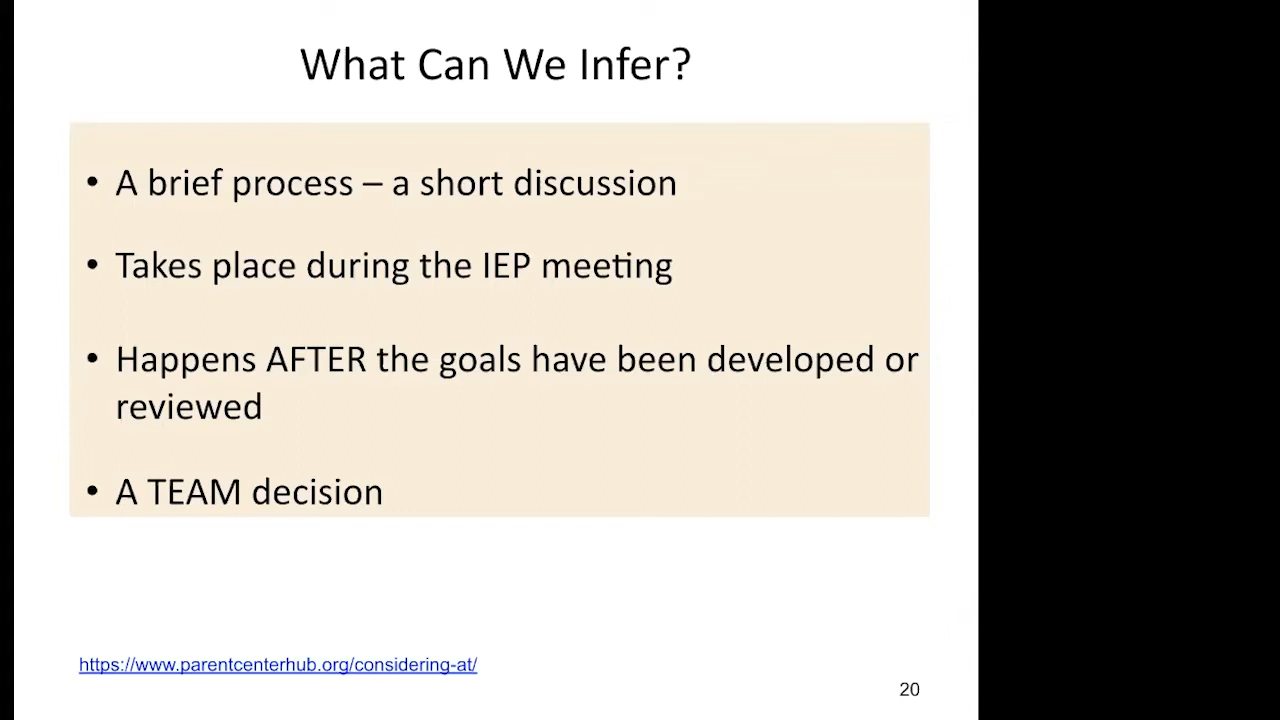 What Can We Infer?
• A brief process – a short discussion
• Takes place during the IEP meeting
• Happens AFTER the goals have been developed or
reviewed
• A TEAM decision
https://www.parentcenterhub.org/considering-at/
20